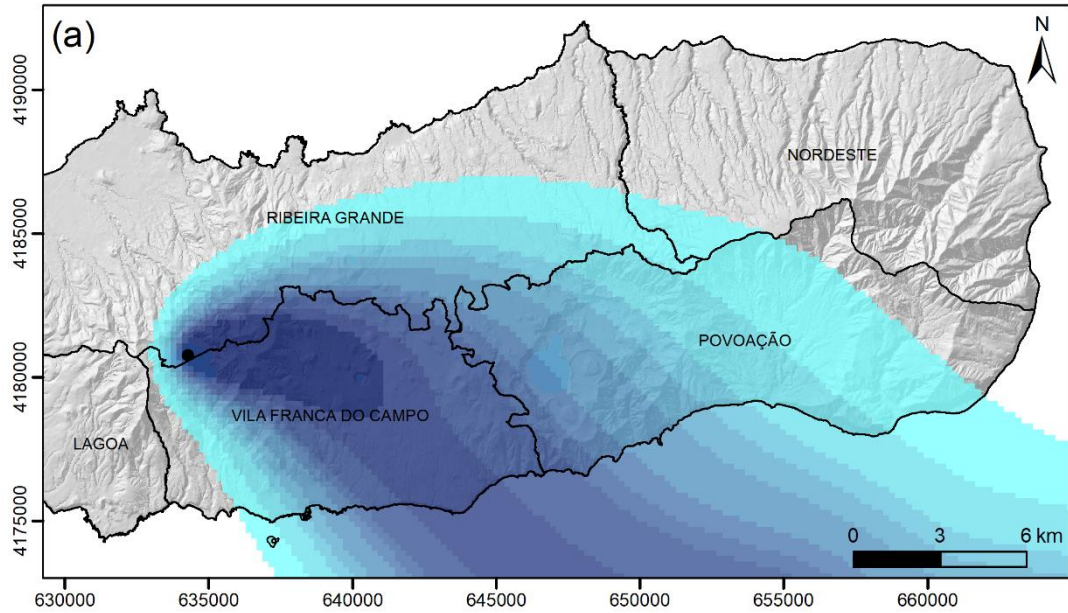 (a)
N
4190000
NORDESTE
RIBEIRA GRANDE
4185000
POVOAÇÃO
4180000
VILA FRANCA DO CAMPO
LAGOA
4175000
0 3 6 km
630000 635000 640000 645000 650000 655000 660000